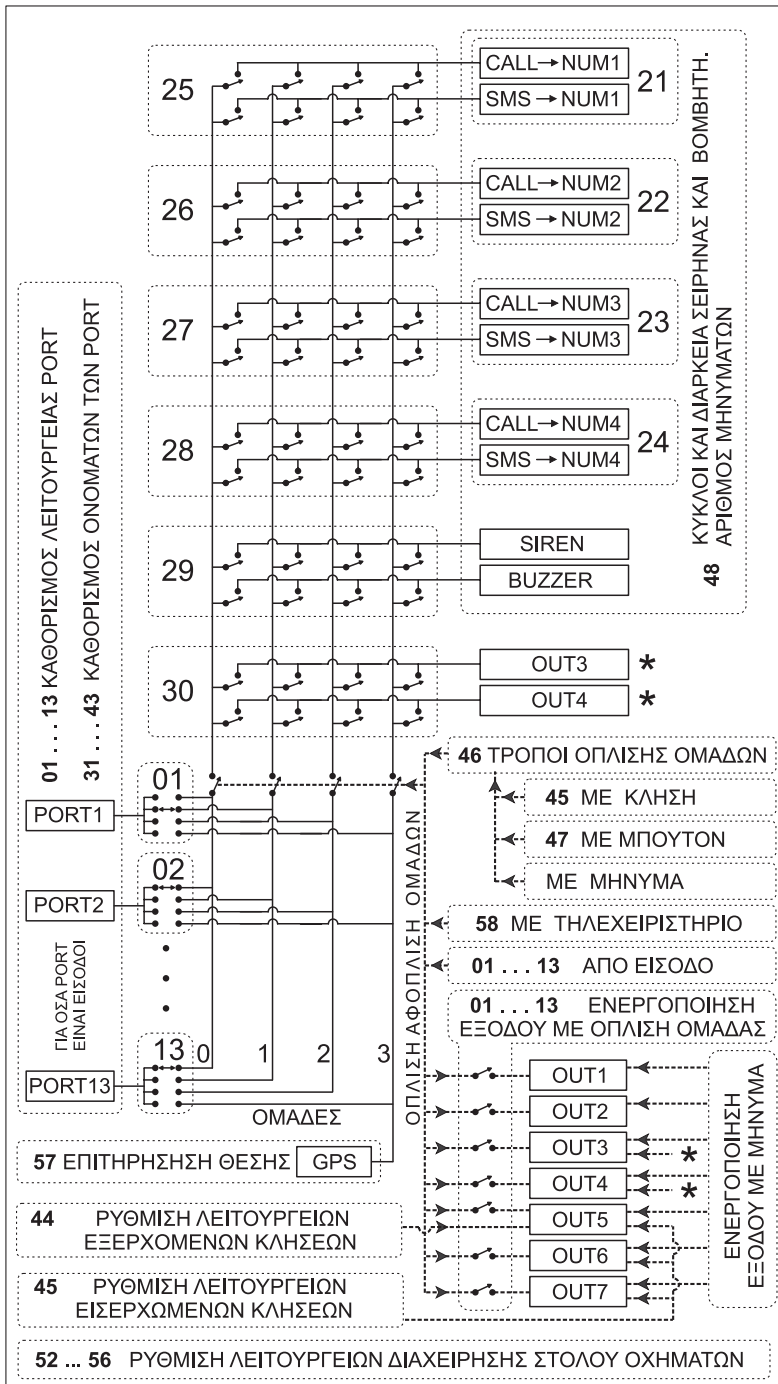 25
CALL→NUM1
SMS→NUM1
21
26
CALL→NUM2
SMS→NUM2
22
27
CALL→NUM3
SMS→NUM3
23
28
CALL→NUM4
SMS→NUM4
24
29
SIREN
BUZZER
48 ΚΥΚΛΟΙ ΚΑΙ ΔΙΑΡΚΕΙΑ ΣΕΙΡΗΝΑΣ ΚΑΙ ΒΟΜΒΗΤΗ.
ΑΡΙΘΜΟΣ ΜΗΝΥΜΑΤΩΝ
30
OUT3 *
OUT4 *
01 . . . 13 ΚΑΘΟΡΙΣΜΟΣ ΛΕΙΤΟΥΡΓΕΙΑΣ PORT
31 . . . 43 ΚΑΘΟΡΙΣΜΟΣ ΟΝΟΜΑΤΩΝ ΤΩΝ PORT
01
PORT1
02
PORT2
ΓΙΑ ΟΣΑ PORT
ΕΙΝΑΙ ΕΙΣΟΔΟΙ
13
PORT13
0 1 2 3
ΟΜΑΔΕΣ
ΟΠΛΙΣΗ ΑΦΟΠΛΙΣΗ ΟΜΑΔΩΝ
46 ΤΡΟΠΟΙ ΟΠΛΙΣΗΣ ΟΜΑΔΩΝ
45 ΜΕ ΚΛΗΣΗ
47 ΜΕ ΜΠΟΥΤΟΝ
ΜΕ ΜΗΝΥΜΑ
58 ΜΕ ΤΗΛΕΧΕΙΡΙΣΤΗΡΙΟ
01 . . . 13 ΑΠΟ ΕΙΣΟΔΟ
01 . . . 13 ΕΝΕΡΓΟΠΟΙΗΣΗ
ΕΞΟΔΟΥ ΜΕ ΟΠΛΙΣΗ ΟΜΑΔΑΣ
OUT1
OUT2
OUT3 *
OUT4 *
OUT5
OUT6
OUT7
ΕΝΕΡΓΟΠΟΙΗΣΗ
ΕΞΟΔΟΥ ΜΕ ΜΗΝΥΜΑ
57 ΕΠΙΤΗΡΗΣΗΣΗ ΘΕΣΗΣ GPS
44 ΡΥΘΜΙΣΗ ΛΕΙΤΟΥΡΓΕΙΩΝ
ΕΞΕΡΧΟΜΕΝΩΝ ΚΛΗΣΕΩΝ
45 ΡΥΘΜΙΣΗ ΛΕΙΤΟΥΡΓΕΙΩΝ
ΕΙΣΕΡΧΩΜΕΝΩΝ ΚΛΗΣΕΩΝ
52 ... 56 ΡΥΘΜΙΣΗ ΛΕΙΤΟΥΡΓΕΙΩΝ ΔΙΑΧΕΙΡΗΣΗΣ ΣΤΟΛΟΥ ΟΧΗΜΑΤΩΝ